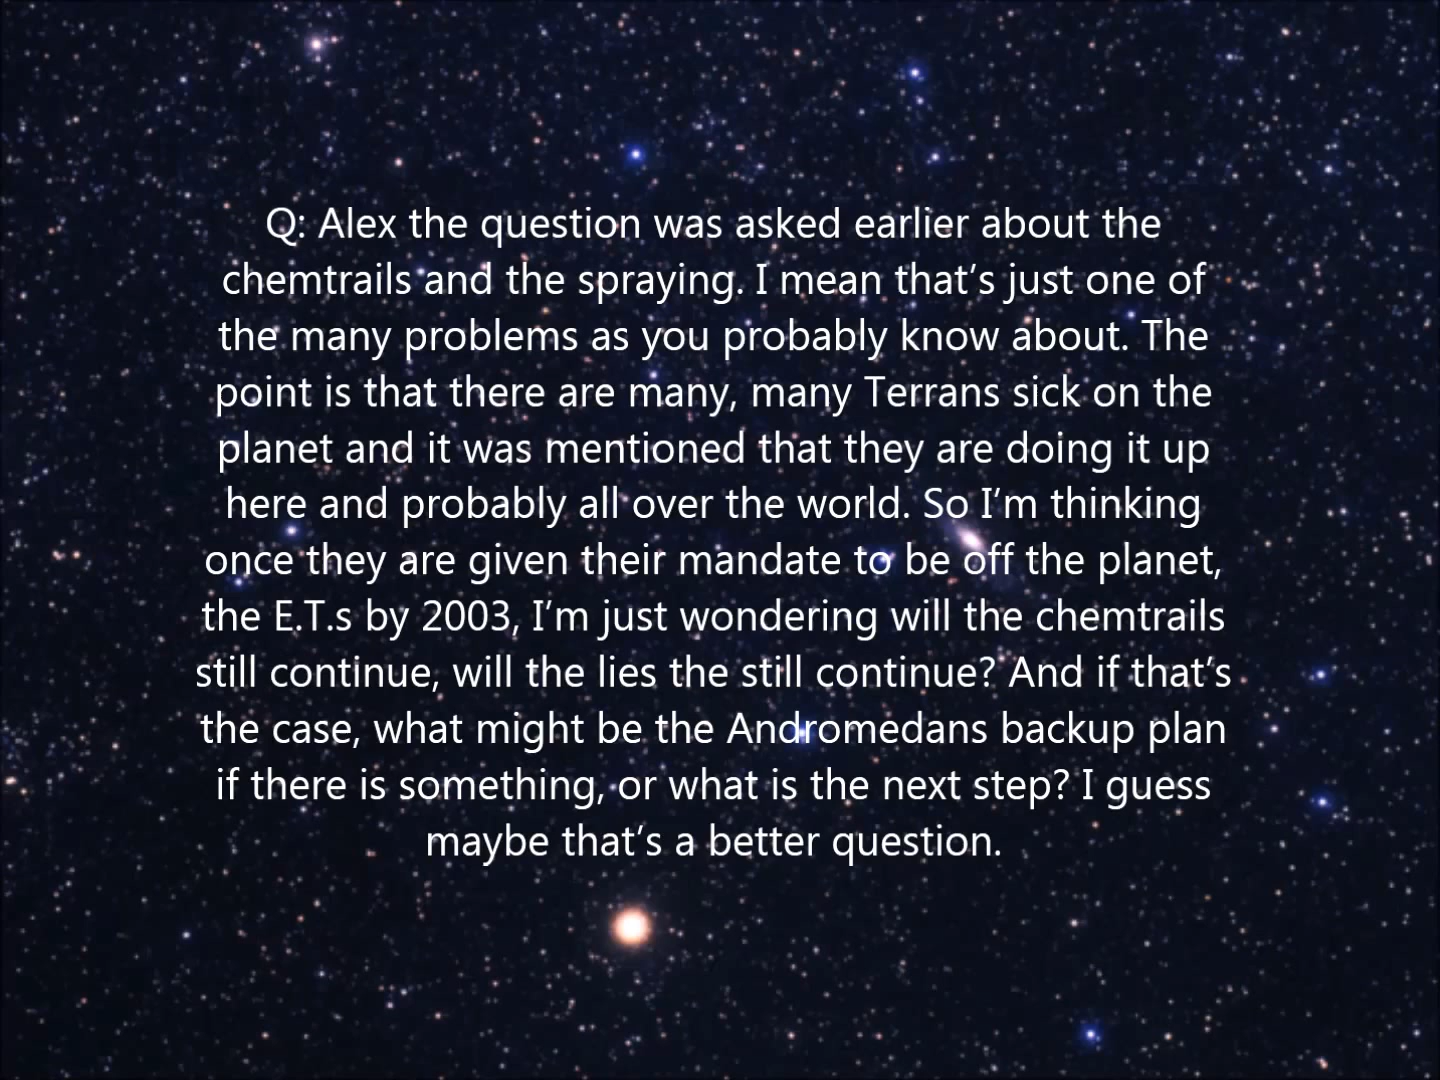 Q: Alex the question was asked earlier about the
chemtrails and the spraying. I mean that's just one of
the many problems as you probably know about. The
point is that there are many, many Terrans sick on the
planet and it was mentioned that they are doing it up
here and probably all over the world. So I'm thinking
once they are given their mandate to be off the planet,
the E.T.s by 2003, I'm just wondering will the chemtrails
still continue, will the lies the still continue? And if that's
the case, what might be the Andromedans backup plan
if there is something, or what is the next step? I guess
maybe that's a better question.